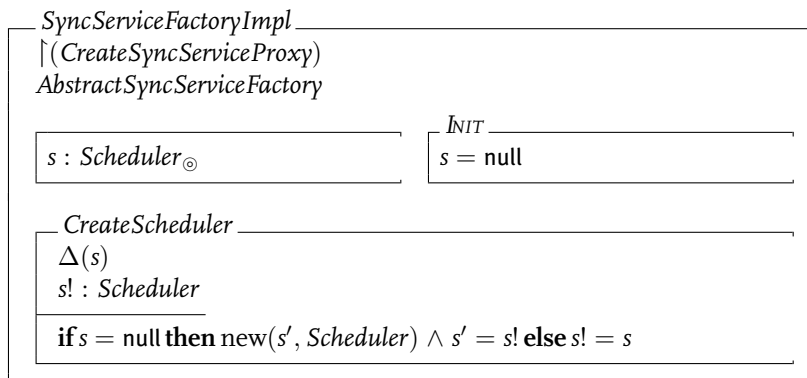 SyncServiceFactoryImpl
↾(CreateSyncServiceProxy)
AbstractSyncServiceFactory
s : Scheduler◎
INIT
s = null
CreateScheduler
Δ(s)
s! : Scheduler
if s = null then new(s′, Scheduler) ∧ s′ = s! else s! = s